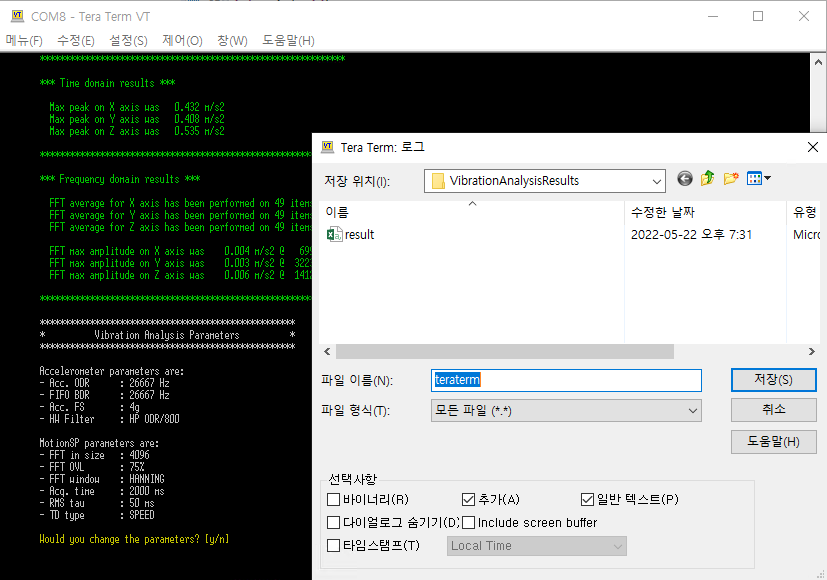 COM8 - Tera Term VT
메뉴(F) 수정(E) 설정(S) 제어(O) 창(W) 도움말(H)
*************************************************************
*** Time domain results ***
Max peak on X axis was 0.432 m/s2
Max peak on Y axis was 0.408 m/s2
Max peak on Z axis was 0.535 m/s2
*** Frequency domain results ***
FFT average for X axis has been performed on 49 items
FFT average for Y axis has been performed on 49 items
FFT average for Z axis has been performed on 49 items
FFT max amplitude on X axis was 0.004 m/s2 @
FFT max amplitude on Y axis was 0.003 m/s2 @ 322
FFT max amplitude on Z axis was 0.006 m/s2 @ 1412
***************************************************
* Vibration Analysis Parameters *
***************************************************
Accelerometer parameters are:
- Acc. ODR : 26667 Hz
- FIFO BDR : 26667 Hz
- Acc. FS : 4g
- HW Filter : HP ODR/800
MotionSP parameters are:
- FFT in size : 4096
- FFT OVL : 75%
- FFT window : HANNING
- Acq. time : 2000 ms
- RMS tau : 50 ms
- TD type : SPEED
Would you change the parameters? [y/n]
Tera Term: 로그
저장 위치(I): VibrationAnalysisResults
이름 수정한 날짜 유형
result 2022-05-22 오후 7:31 Micro
파일 이름(N): teraterm 저장(S)
파일 형식(T): 모든 파일 (*.*) 취소
도움말(H)
선택사항
바이너리(R) 추가(A) 일반 텍스트(P)
다이얼로그 숨기기(D) Include screen buffer
타임스탬프(T) Local Time